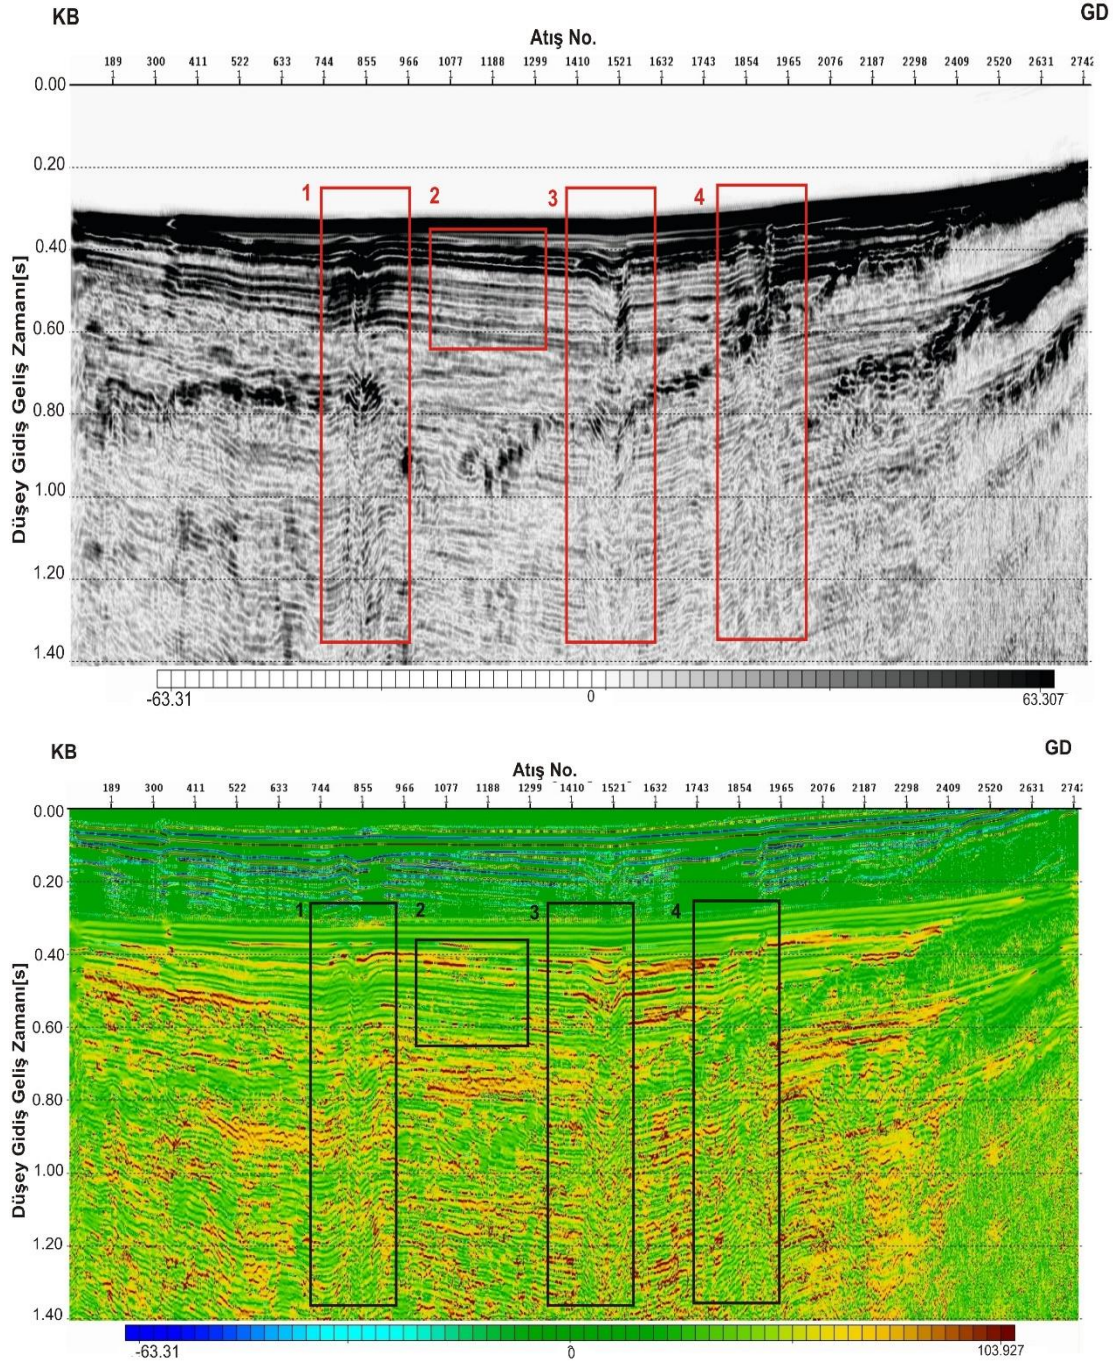 KB GD
Atış No.
189 300 411 522 633 744 855 966 1077 1188 1299 1410 1521 1632 1743 1854 1965 2076 2187 2298 2409 2520 2631 2742
0.00
0.20
1 2 3 4
0.40
0.60
0.80
1.00
1.20
1.40
Düşey Gidiş Geliş Zamanı[s]
-63.31 0 63.307
KB GD
Atış No.
189 300 411 522 633 744 855 966 1077 1188 1299 1410 1521 1632 1743 1854 1965 2076 2187 2298 2409 2520 2631 2742
0.00
0.20
1 2 3 4
0.40
0.60
0.80
1.00
1.20
1.40
Düşey Gidiş Geliş Zamanı[s]
-63.31 0 103.927